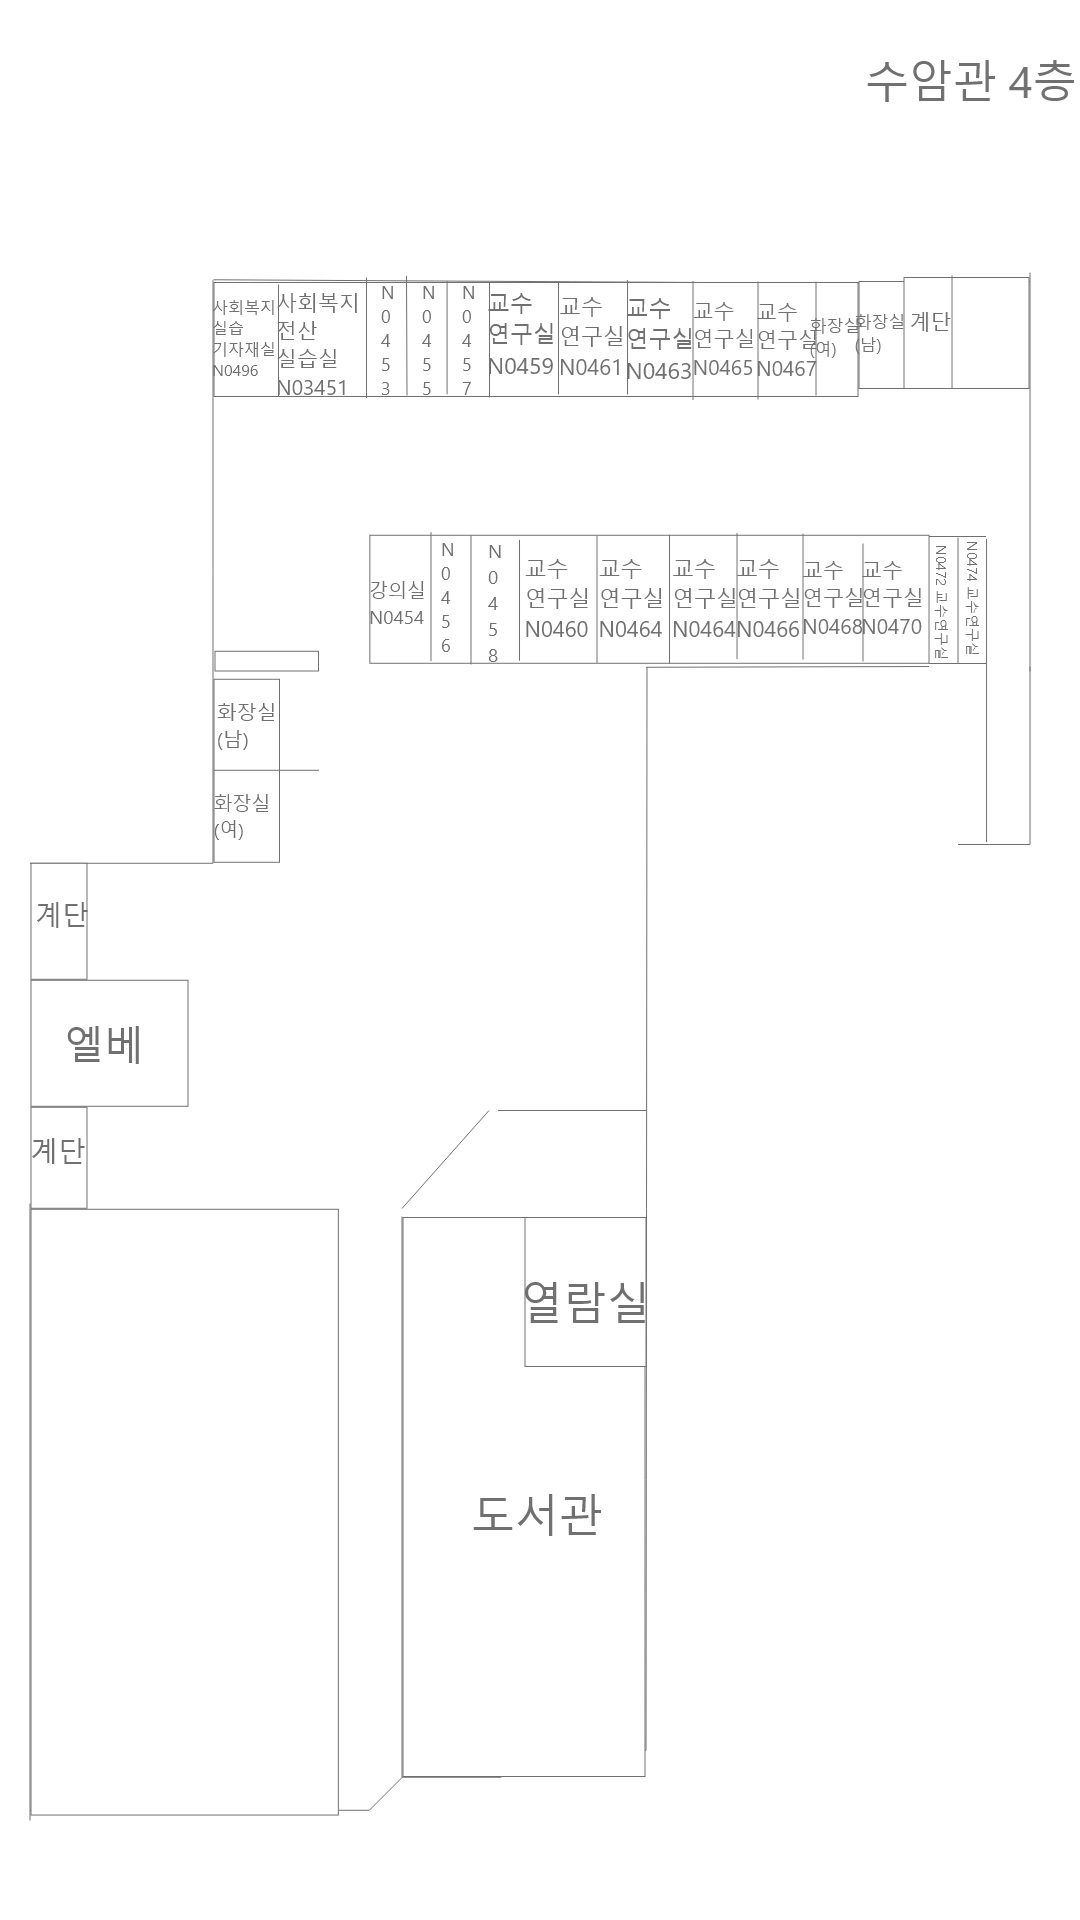 수암관 4층
사회복지
실습
기자재실
N0496
사회복지
전산
실습실
N03451
N0453
N0455
N0457
교수
연구실
N0459
교수
연구실
N0461
교수
연구실
N0463
교수
연구실
N0465
교수
연구실
N0467
화장실
(여)
화장실
(남)
계단
강의실
N0454
N0456
N0458
교수
연구실
N0460
교수
연구실
N0464
교수
연구실
N0464
교수
연구실
N0466
교수
연구실
N0468
교수
연구실
N0470
N0472 교수연구실
N0474 교수연구실
화장실
(남)
화장실
(여)
계단
엘베
계단
열람실
도서관